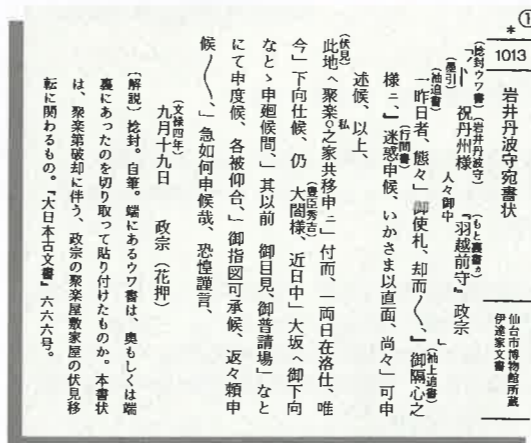 1013
岩井丹波守宛書状
仙台市博物館所蔵
伊達家文書
(捻封ウワ書)(岩井丹波守)(もと裏書ヵ)
「〆 祝丹州様 人々御中 『羽越前守』政宗 」
(墨引)
(袖追書)(行間書)(袖上追書)
一昨日者、態々」御使札、却而〱、』御隔心之
様ニ、』迷惑申候、いかさま以直面、尚々」可申
述候、以上、
(伏見)
此地へ聚楽○私之家共移申ニ」付而、一両日在洛仕、唯
(豊臣秀吉)
今」下向仕候、仍 大閤様、近日中」大坂へ御下向
なとゝ申廻候間、」其以前 御目見、御普請場」なと
にて申度候、各被仰合、」御指図可承候、返々頼申
候〱、」急如何申候哉、恐惶謹言、
(文禄四年)
九月十九日 政宗(花押)
〔解説〕捻封。自筆。端にあるウワ書は、奥もしくは端
裏にあったのを切り取って貼り付けたものか。本書状
は、聚楽第破却に伴う、政宗の聚楽屋敷家屋の伏見移
転に関わるもの。『大日本古文書』六六六号。